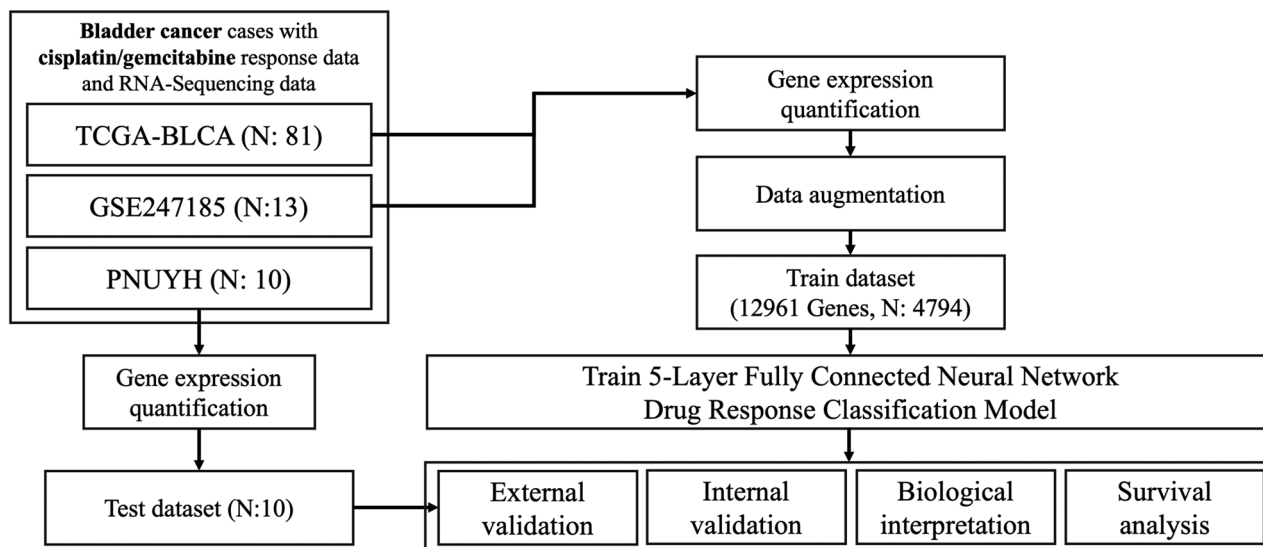 Bladder cancer cases with
cisplatin/gemcitabine response data
and RNA-Sequencing data
TCGA-BLCA (N: 81)
GSE247185 (N:13)
PNUYH (N: 10)
Gene expression
quantification
Test dataset (N:10)
Gene expression
quantification
Data augmentation
Train dataset
(12961 Genes, N: 4794)
Train 5-Layer Fully Connected Neural Network
Drug Response Classification Model
External
validation
Internal
validation
Biological
interpretation
Survival
analysis